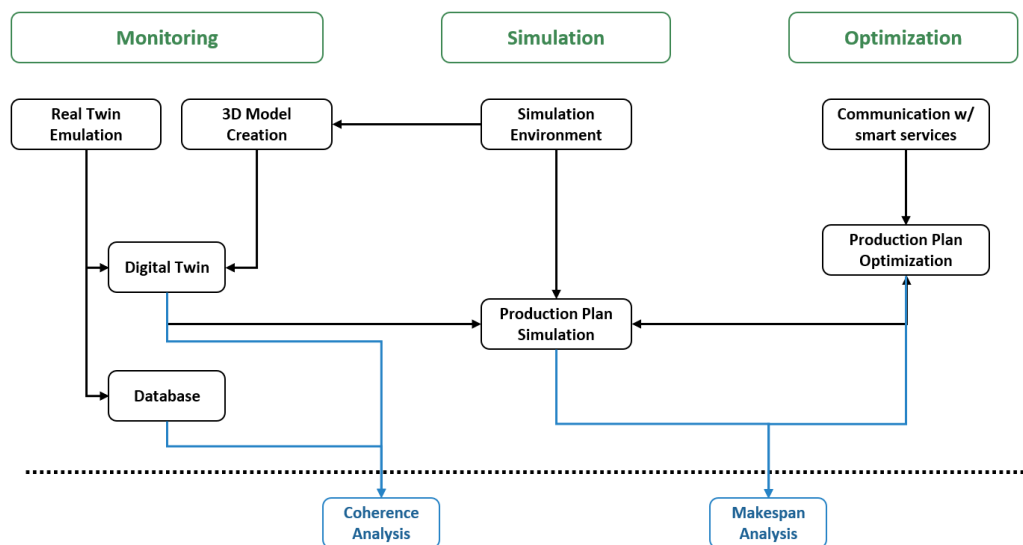 Monitoring
Simulation
Optimization
Real Twin
Emulation
3D Model
Creation
Simulation
Environment
Communication w/
smart services
Digital Twin
Production Plan
Optimization
Production Plan
Simulation
Database
Coherence
Analysis
Makespan
Analysis